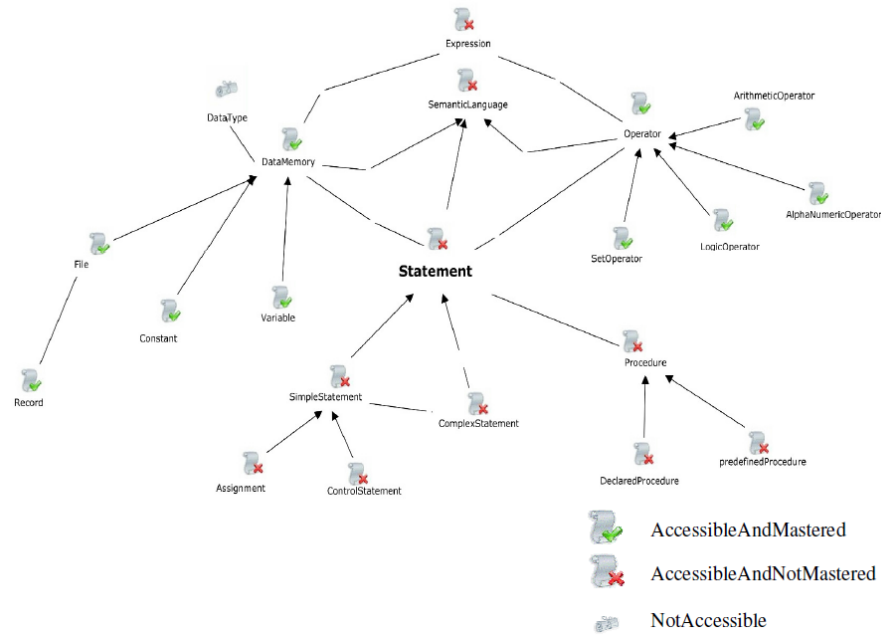 Expression
SemanticLanguage
DataType
ArithmeticOperator
Operator
DataMemory
AlphaNumericOperator
LogicOperator
SetOperator
File
Statement
Variable
Constant
Procedure
Record
SimpleStatement
ComplexStatement
predefinedProcedure
DeclaredProcedure
Assignment
ControlStatement
AccessibleAndMastered
AccessibleAndNotMastered
NotAccessible